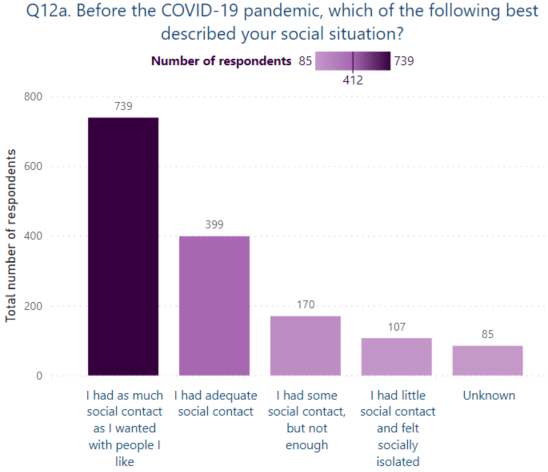 Q12a. Before the COVID-19 pandemic, which of the following best
described your social situation?
Number of respondents 85 739
412
Total number of respondents
800
600
400
200
0
739
399
170
107
85
I had as much
social contact
as I wanted
with people I
like
I had adequate
social contact
I had some
social contact,
but not
enough
I had little
social contact
and felt
socially
isolated
Unknown